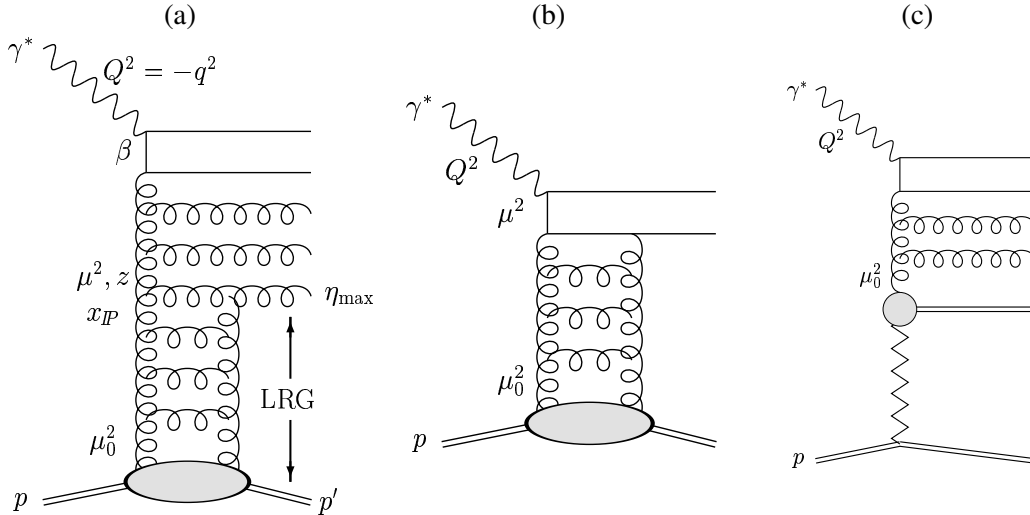 (a)
γ*
Q² = −q²
β
μ², z
x_IP
η_max
LRG
μ₀²
p
p′
(b)
γ*
Q²
μ²
μ₀²
p
(c)
γ*
Q²
μ₀²
p